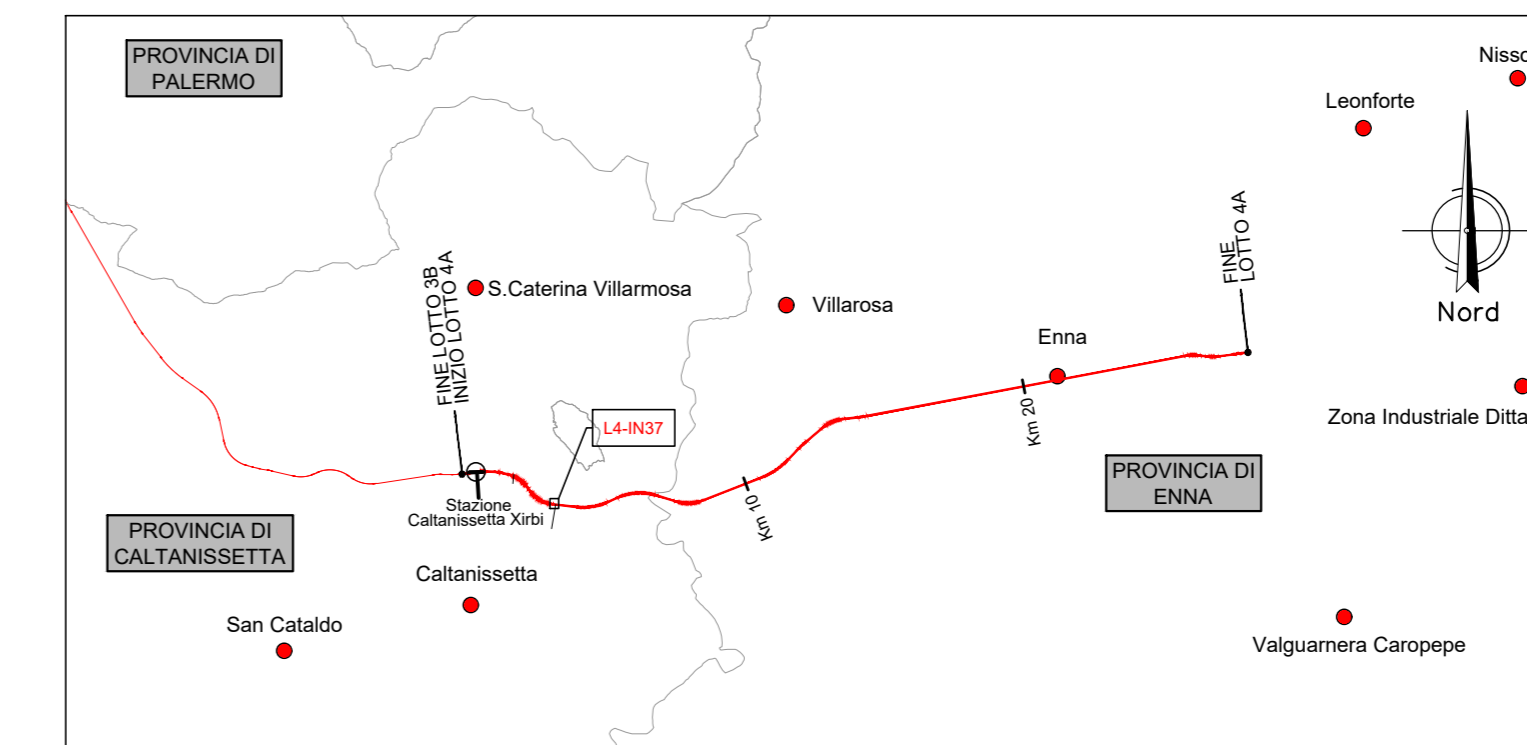 PROVINCIA DI
PALERMO
Leonforte
Nisso
Nord
S.Caterina Villarmosa
FINE LOTTO 3B
INIZIO LOTTO 4A
Villarosa
Enna
FINE
LOTTO 4A
Km 20
Zona Industriale Ditta
L4-IN37
PROVINCIA DI
ENNA
Stazione
Caltanissetta Xirbi
Km 10
PROVINCIA DI
CALTANISSETTA
Caltanissetta
San Cataldo
Valguarnera Caropepe